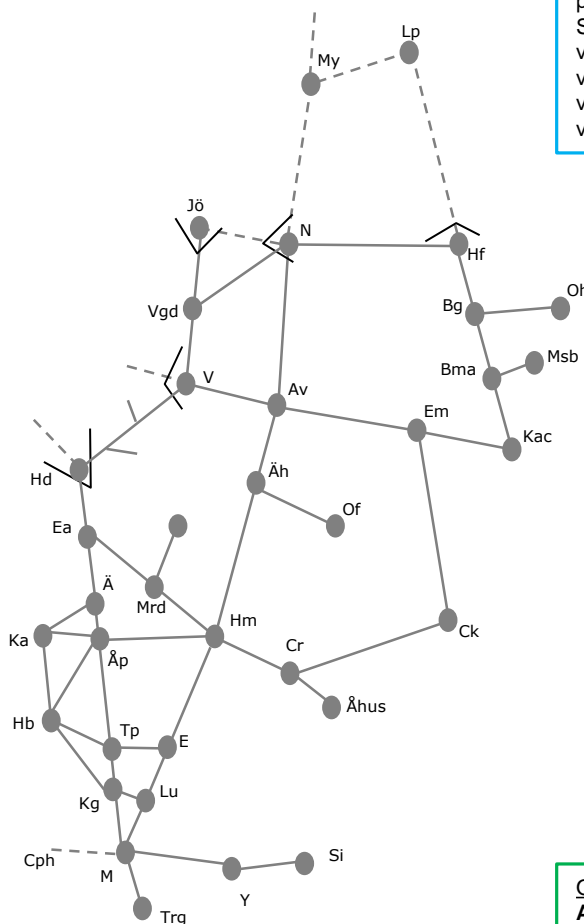 p
S
v
v
v
v
Lp
My
Jö
N
Hf
Vgd
Bg
Oh
Bma
Msb
V
Av
Em
Kac
Hd
Äh
Of
Ea
Ä
Mrd
Hm
Ck
Ka
Åp
Cr
Åhus
Hb
Tp
E
Kg
Lu
Cph
M
Si
Y
Trg